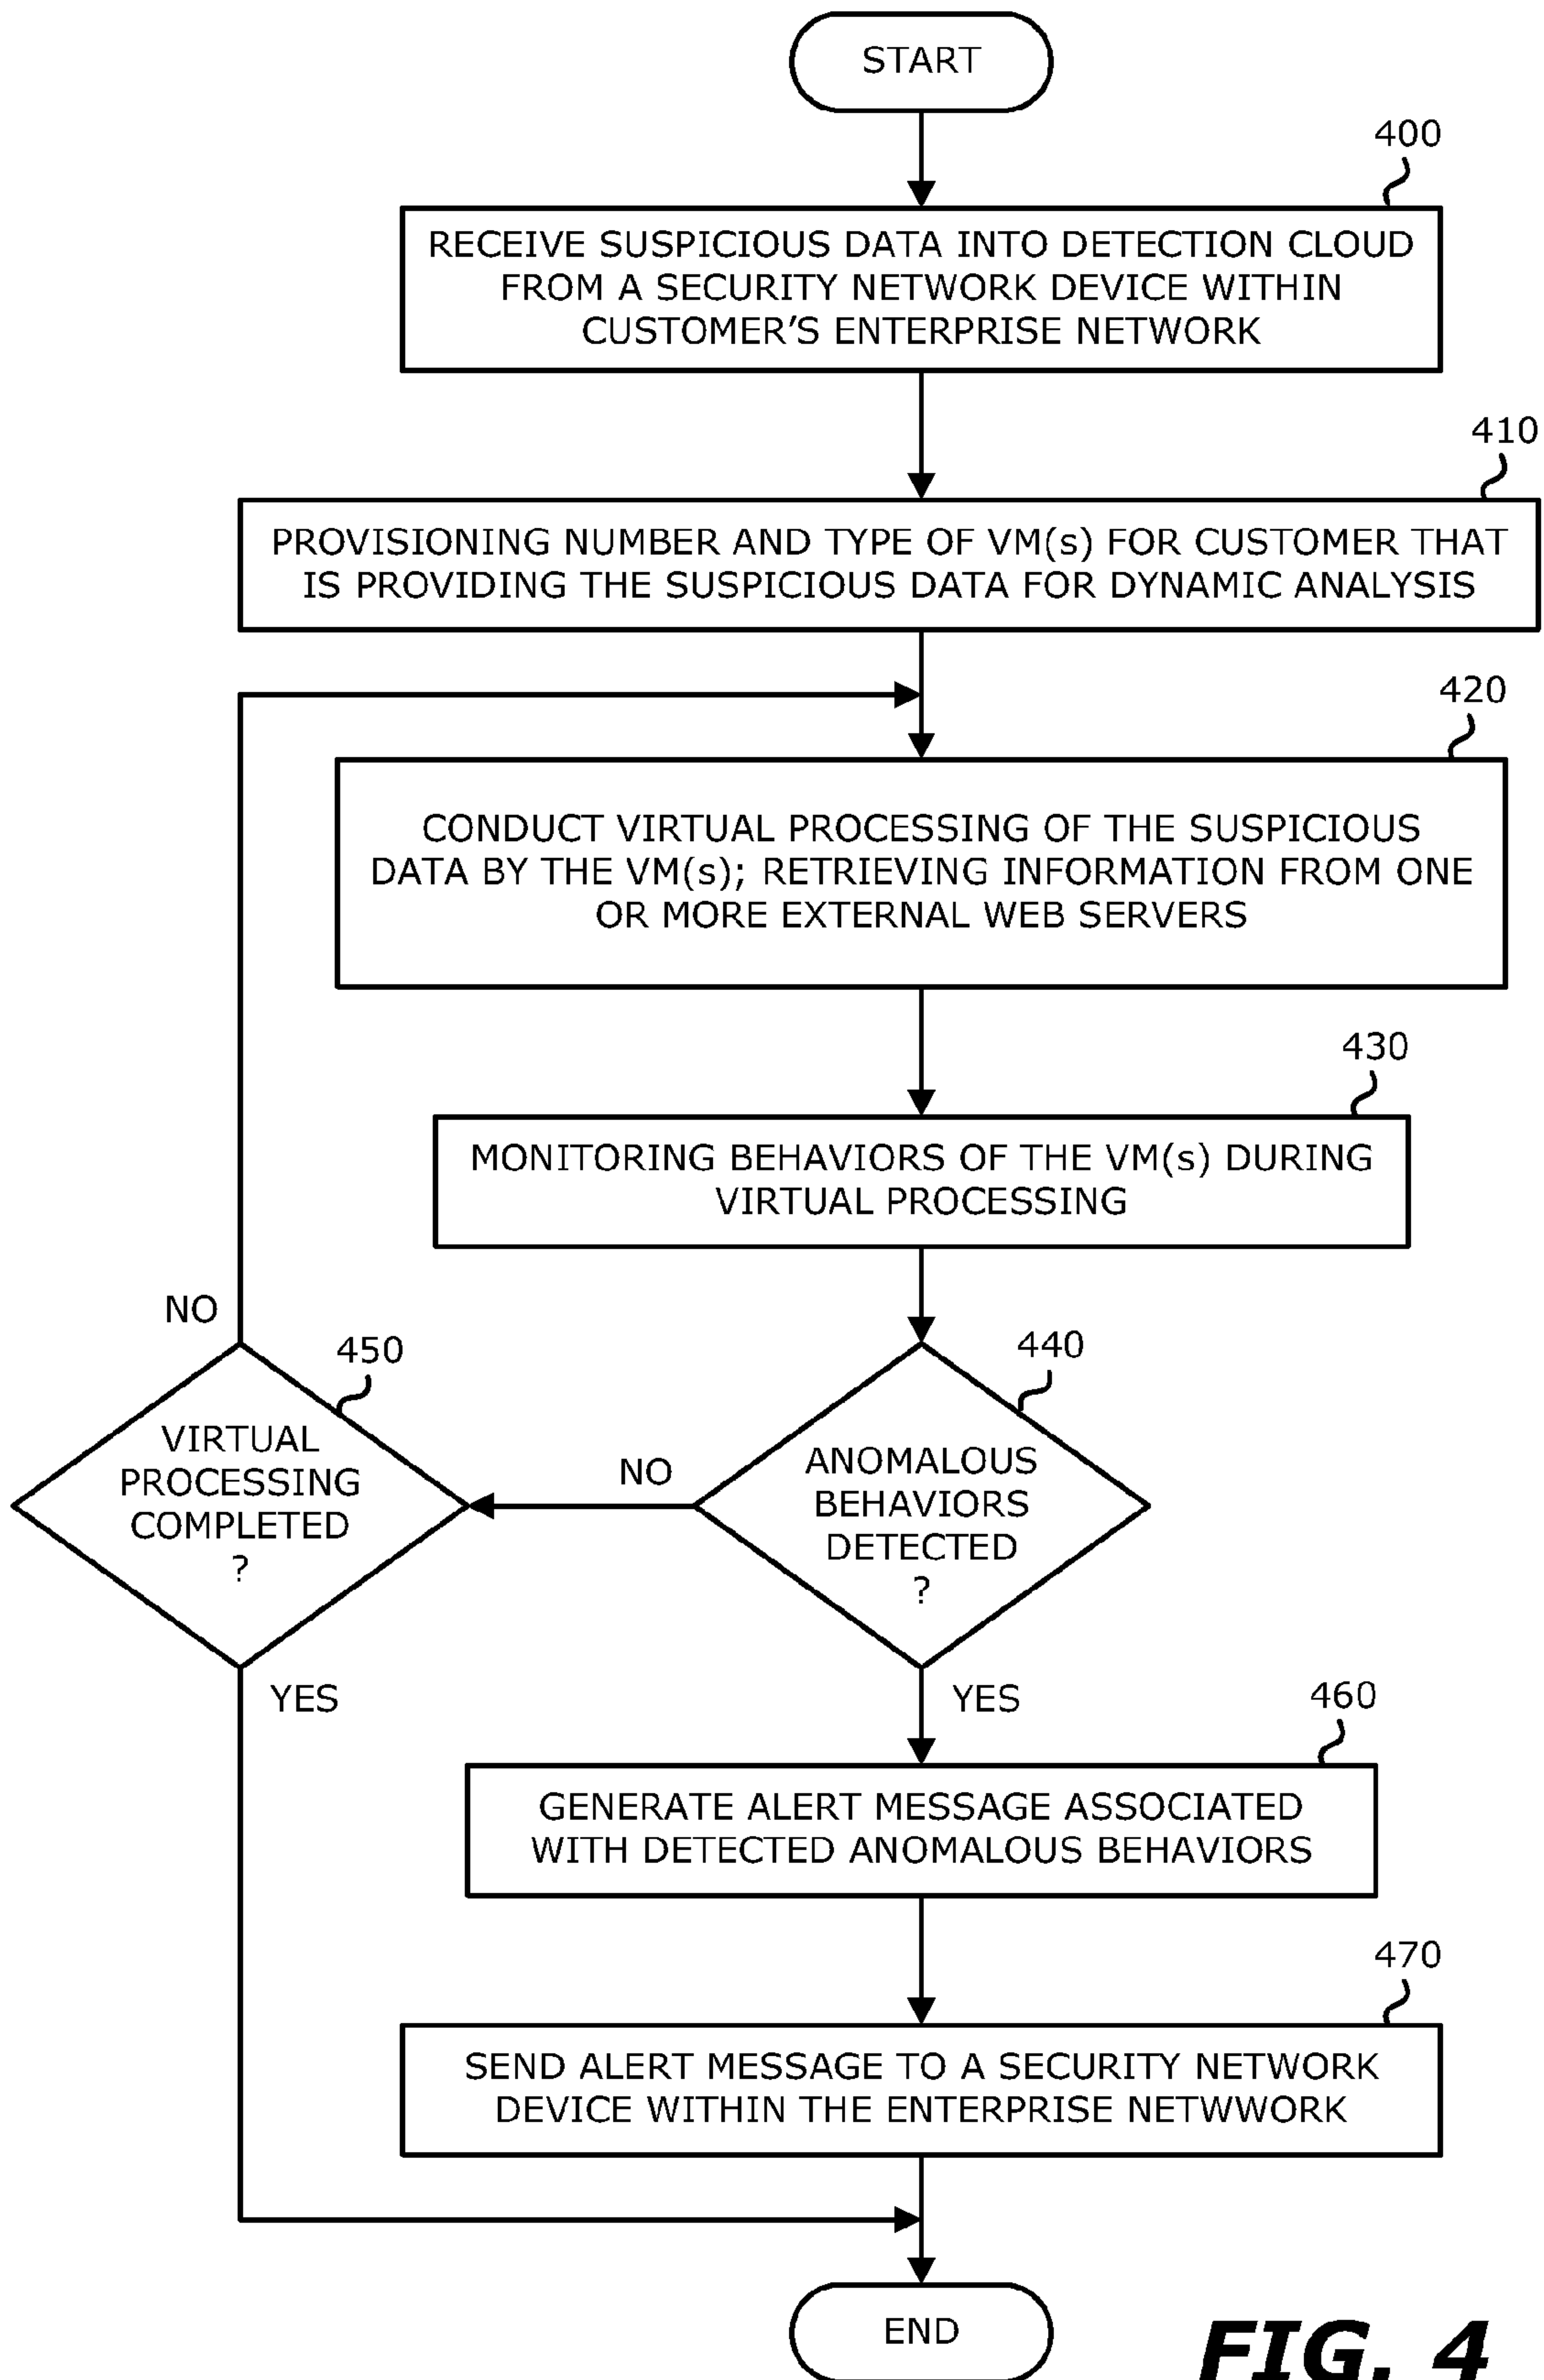 START
400
RECEIVE SUSPICIOUS DATA INTO DETECTION CLOUD
FROM A SECURITY NETWORK DEVICE WITHIN
CUSTOMER'S ENTERPRISE NETWORK
410
PROVISIONING NUMBER AND TYPE OF VM(s) FOR CUSTOMER THAT
IS PROVIDING THE SUSPICIOUS DATA FOR DYNAMIC ANALYSIS
420
CONDUCT VIRTUAL PROCESSING OF THE SUSPICIOUS
DATA BY THE VM(s); RETRIEVING INFORMATION FROM ONE
OR MORE EXTERNAL WEB SERVERS
430
MONITORING BEHAVIORS OF THE VM(s) DURING
VIRTUAL PROCESSING
440
ANOMALOUS
BEHAVIORS
DETECTED
?
NO
450
VIRTUAL
PROCESSING
COMPLETED
?
NO
YES
YES
460
GENERATE ALERT MESSAGE ASSOCIATED
WITH DETECTED ANOMALOUS BEHAVIORS
470
SEND ALERT MESSAGE TO A SECURITY NETWORK
DEVICE WITHIN THE ENTERPRISE NETWWORK
END
FIG. 4